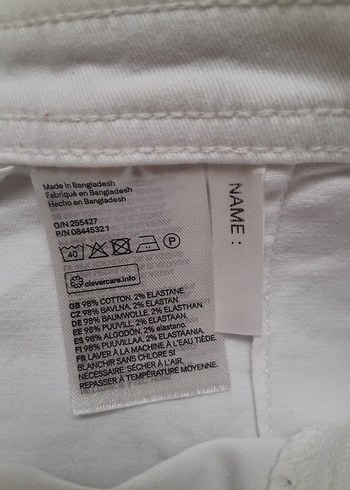 Made in Bangladesh
Fabriqué en Bangladesh
Hecho en Bangladesh
O/N 255427
P/N 0844532 1
40
P
clevercare.info
GB 98% COTTON. 2% ELASTANE.
CZ 98% BAVLNA. 2% ELASTAN.
DE 98% BAUMWOLLE. 2% ELASTHAN.
EE 98% PUUVILL. 2% ELASTAAN.
ES 98% ALGODÓN. 2% elastano.
FI 98% PUUVILLAA. 2% ELASTAANIA.
FR LAVER À LA MACHINE À L'EAU TIÈDE.
BLANCHIR SANS CHLORE SI
NÉCESSAIRE. SÉCHER À L'AIR.
REPASSER À TEMPÉRATURE MOYENNE.
NAME :